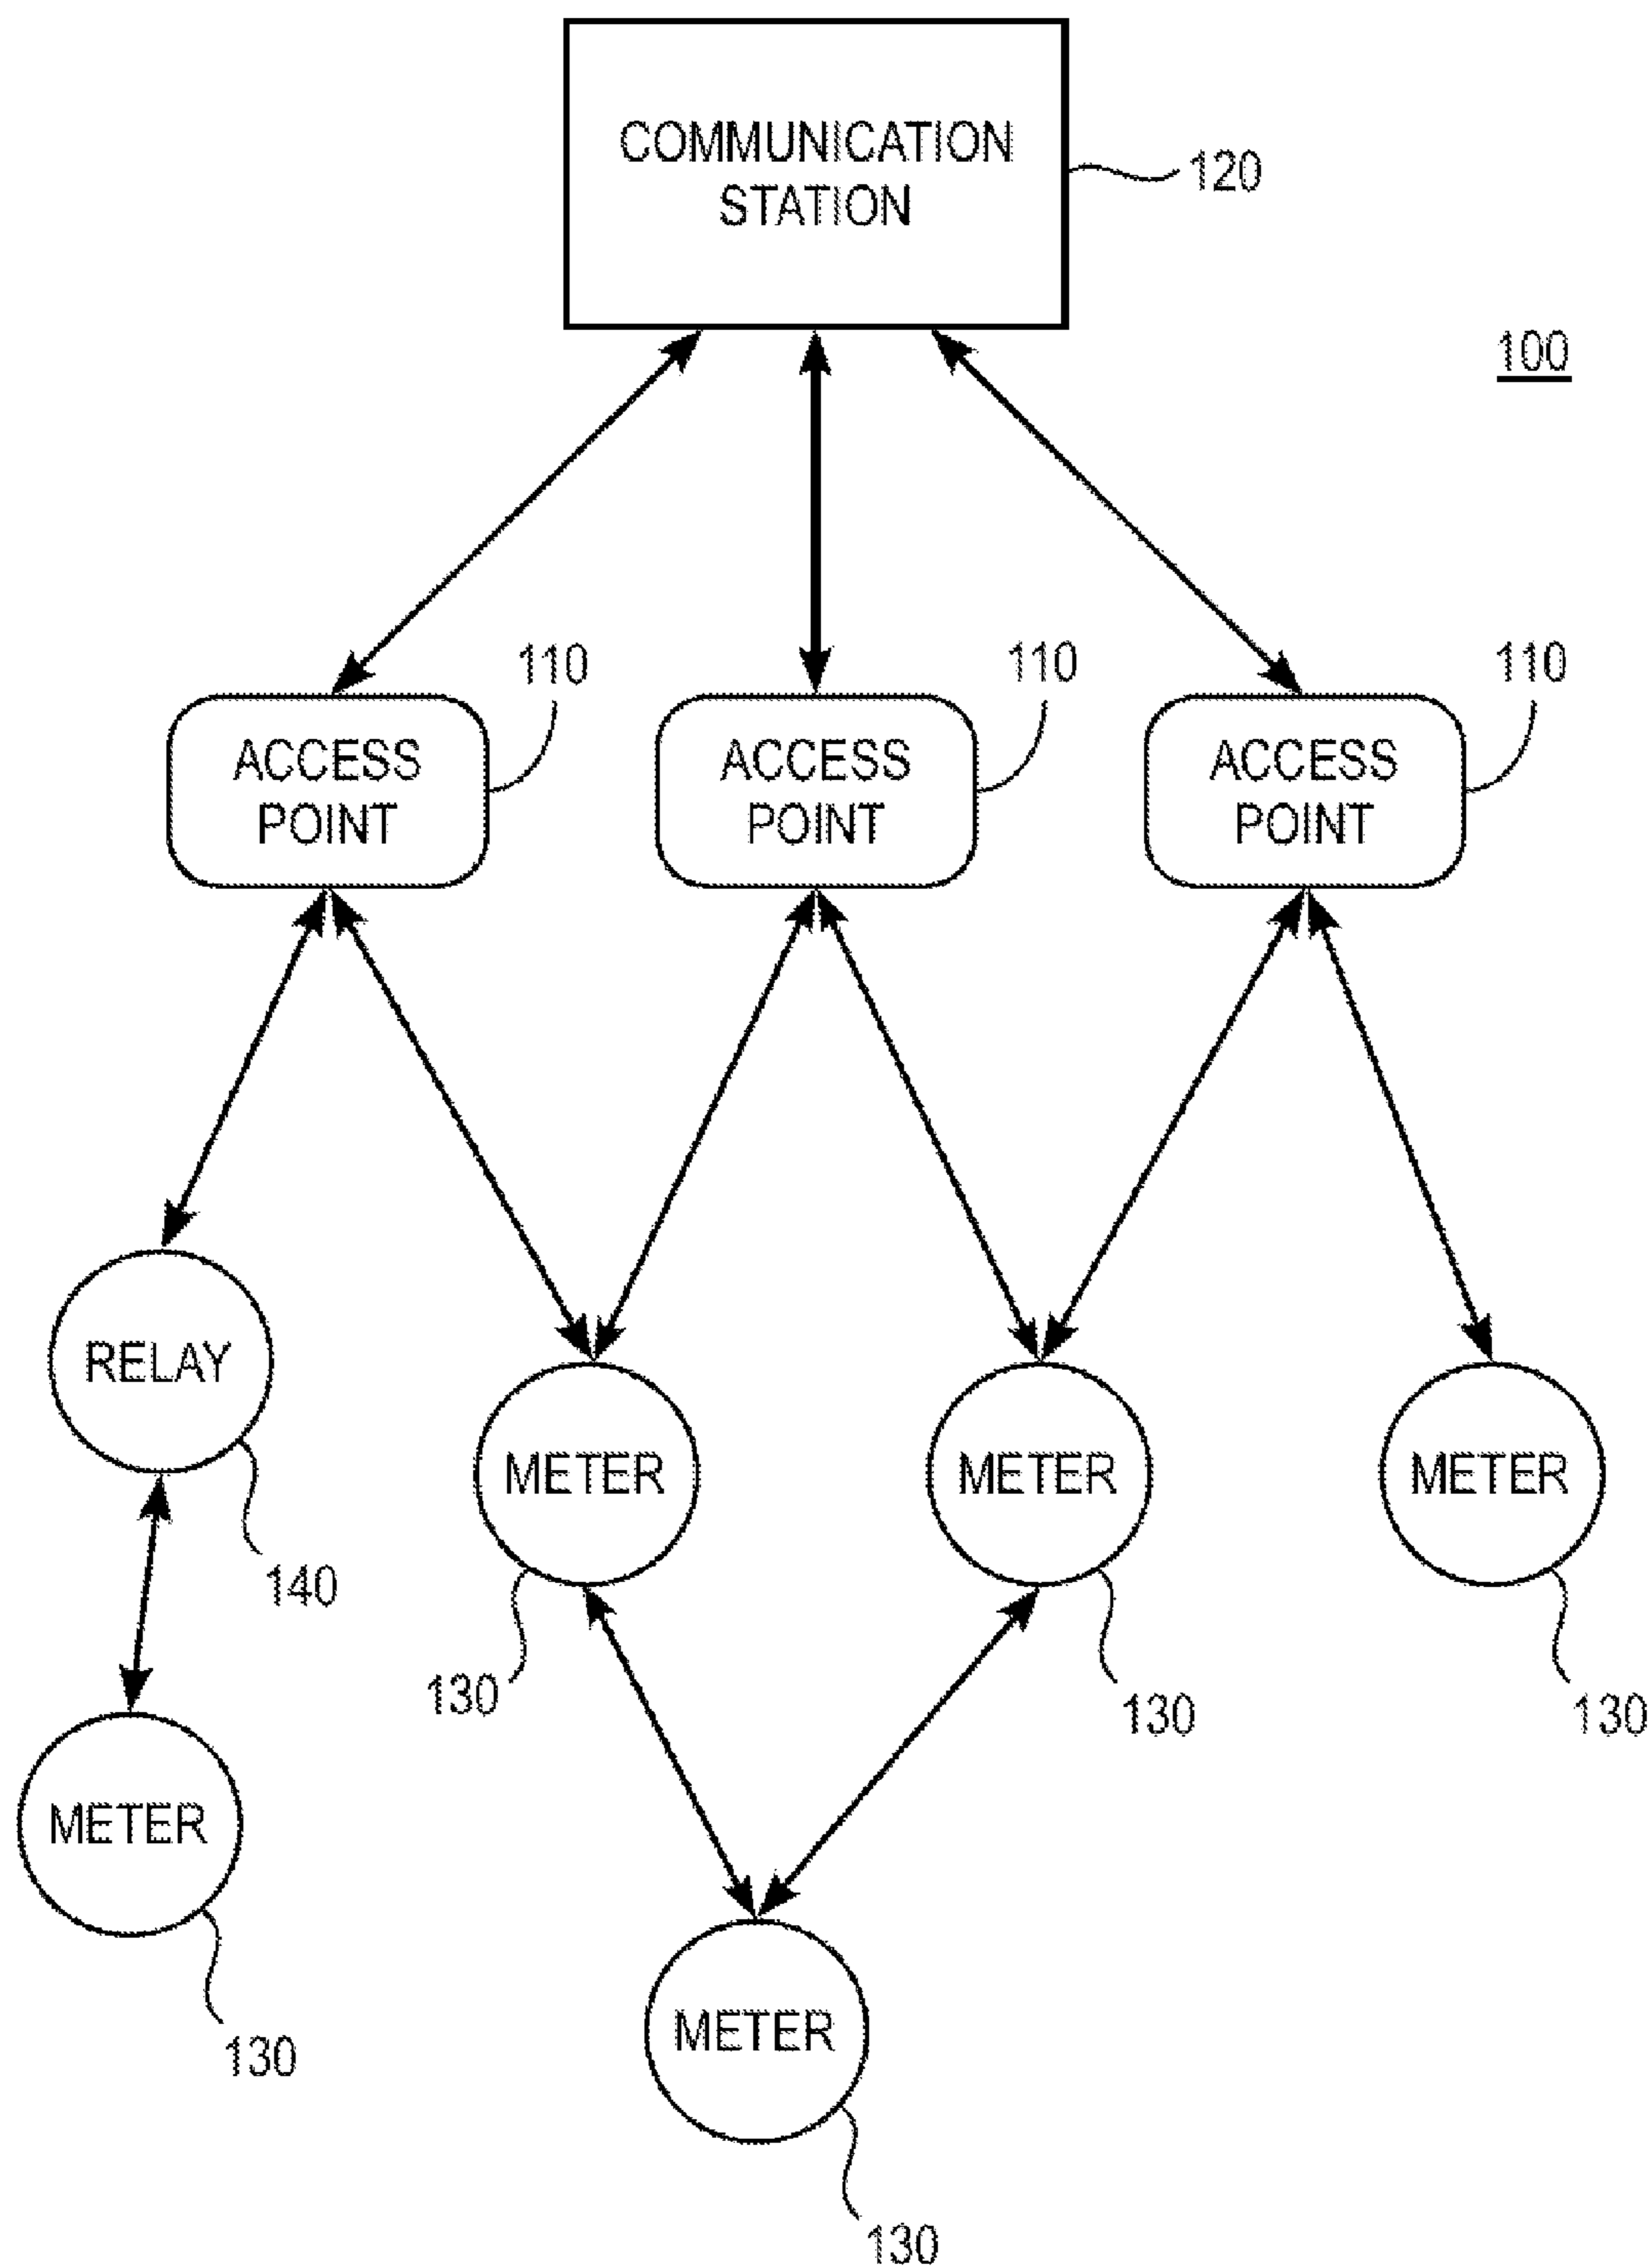 COMMUNICATION
STATION
120
100
110
110
110
ACCESS
POINT
ACCESS
POINT
ACCESS
POINT
RELAY
METER
METER
METER
140
130
130
130
METER
130
METER
130